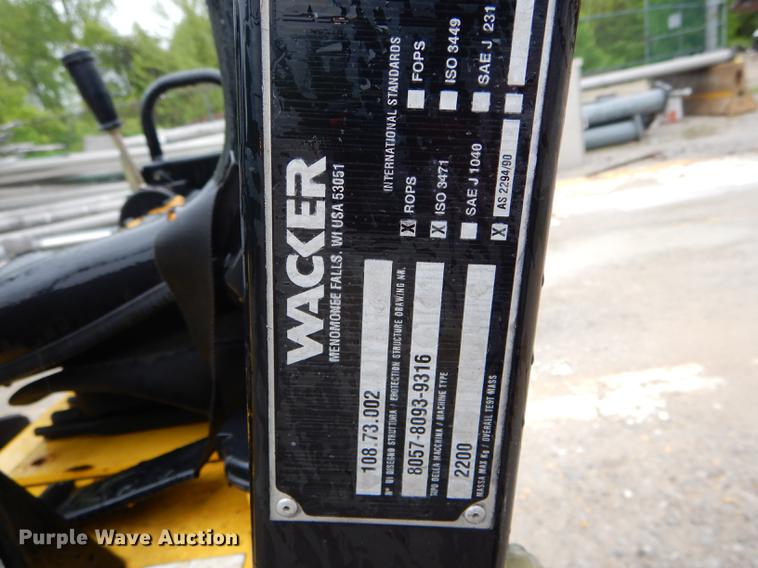 WACKER
MENOMONEE FALLS, WI USA 53051
INTERNATIONAL STANDARDS
X ROPS
FOPS
X ISO 3471
ISO 3449
SAE J 1040
SAE J 231
X AS 2294/90
108.73.002
N° DI DISEGNO STRUTTURA / PROTECTION STRUCTURE DRAWING NR.
8057-8093-9316
TIPO DELLA MACCHINA / MACHINE TYPE
2200
MASSA MAX Kg / OVERALL TEST MASS
Purple Wave Auction